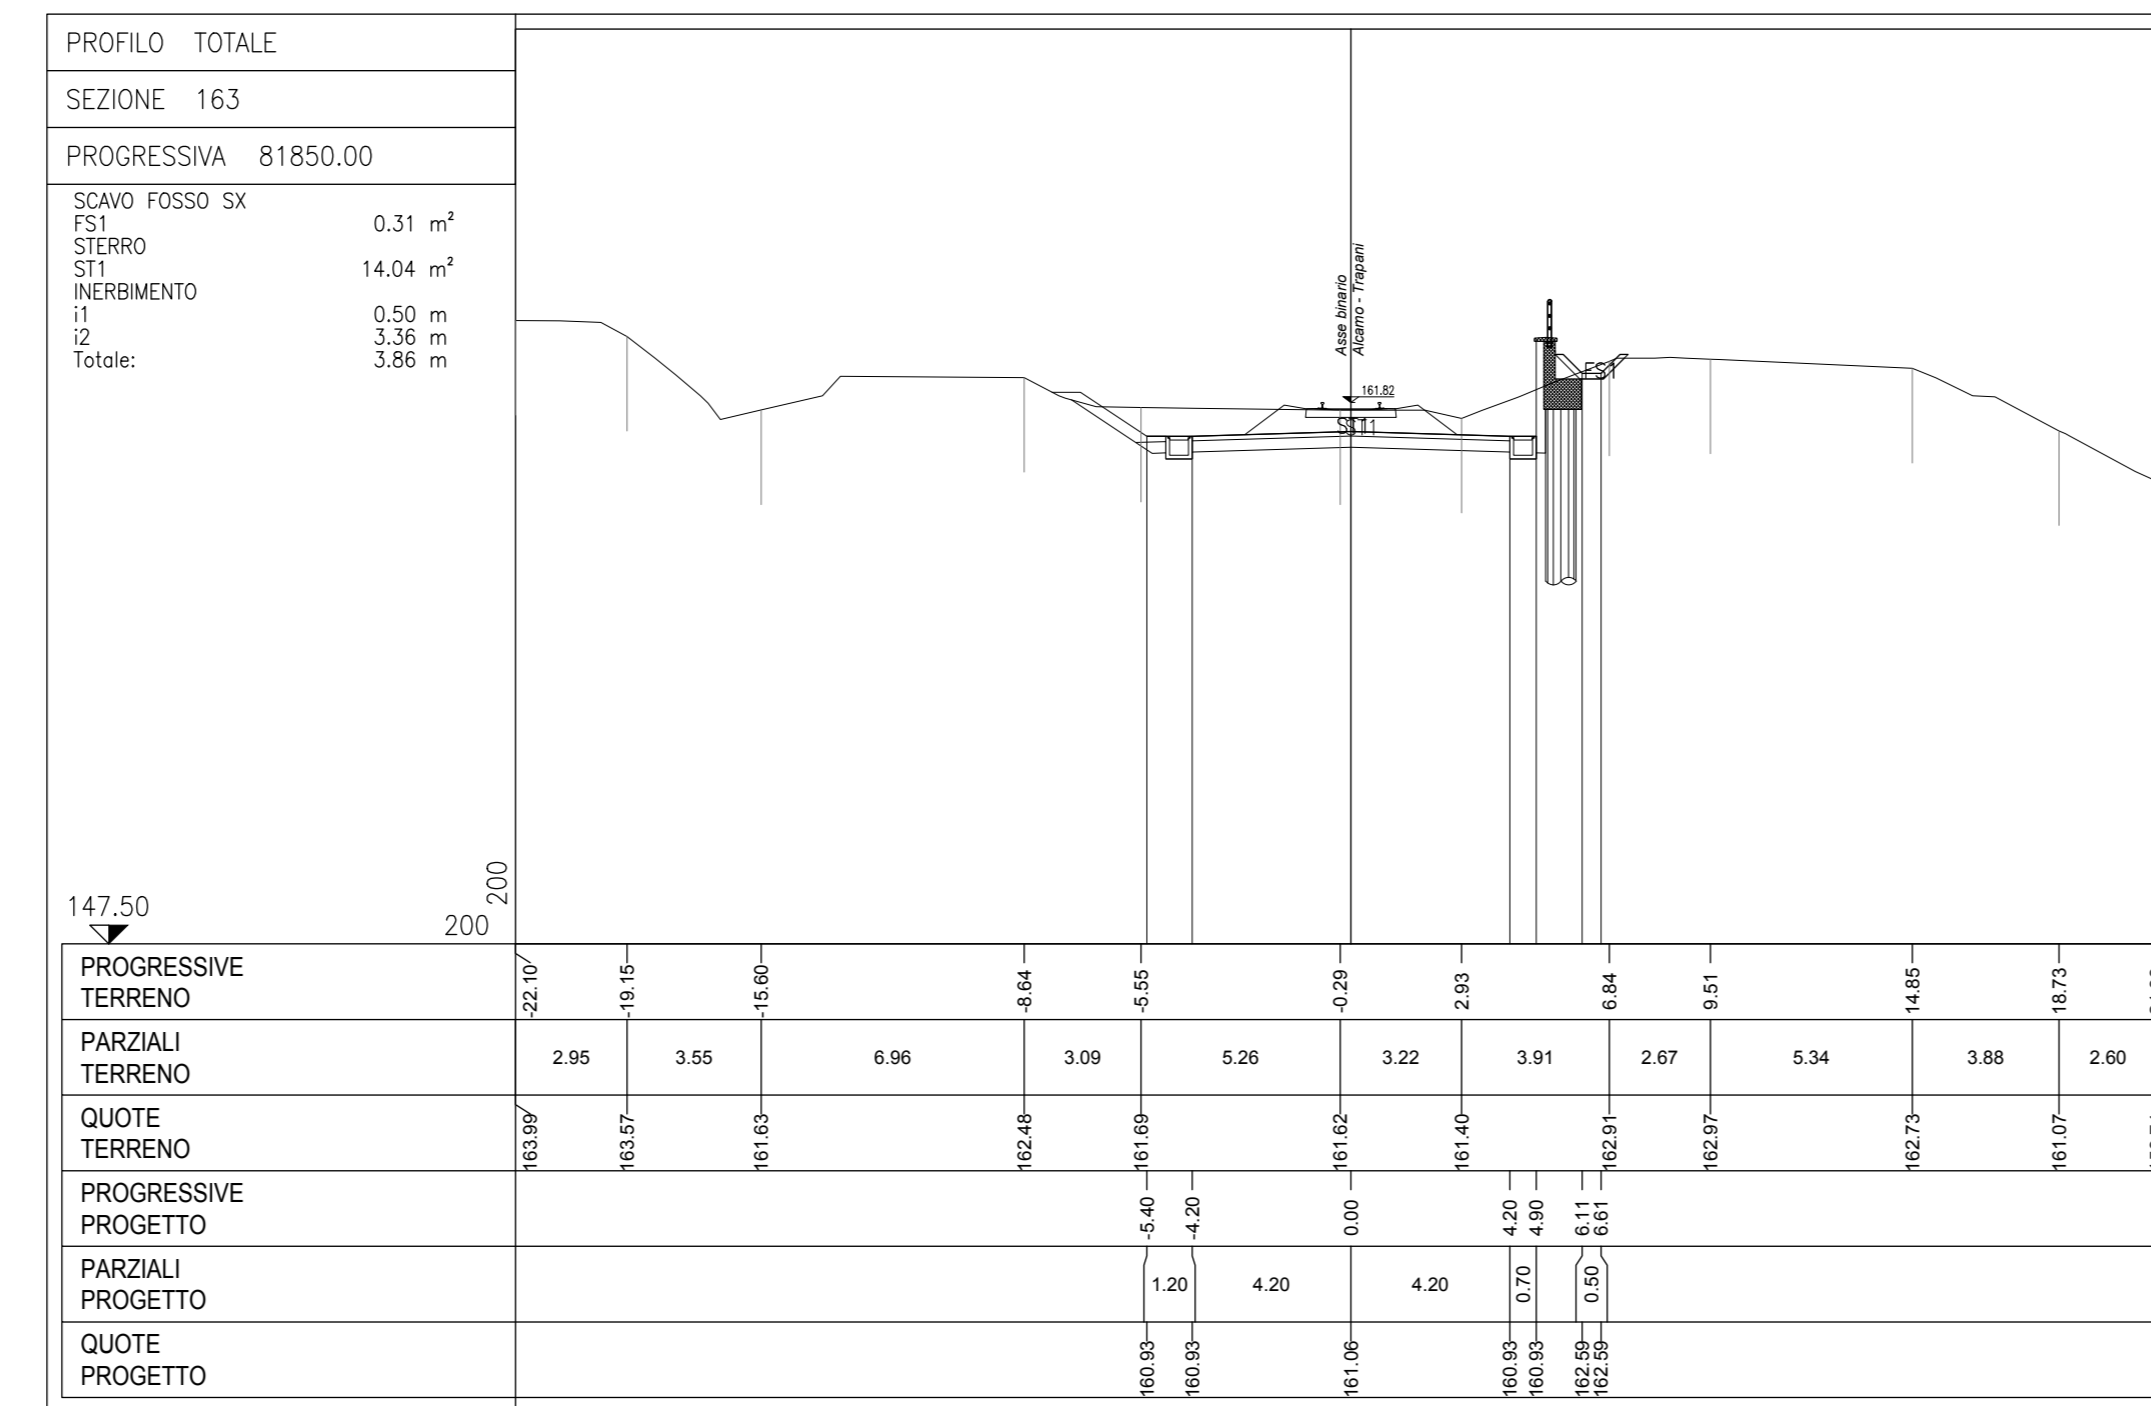 PROFILO TOTALE
SEZIONE 163
PROGRESSIVA 81850.00
SCAVO FOSSO SX
FS1 0.31 m²
STERRO
ST1 14.04 m²
INERBIMENTO
i1 0.50 m
i2 3.36 m
Totale: 3.86 m
Asse binario
Alcamo - Trapani
161.82
FS1
147.50
200
200
PROGRESSIVE
TERRENO
-22.10 -19.15 -15.60 -8.64 -5.55 -0.29 2.93 6.84 9.51 14.85 18.73
PARZIALI
TERRENO
2.95 3.55 6.96 3.09 5.26 3.22 3.91 2.67 5.34 3.88 2.60
QUOTE
TERRENO
163.99 163.57 161.63 162.48 161.69 161.62 161.40 162.91 162.97 162.73 161.07
PROGRESSIVE
PROGETTO
-5.40 -4.20 0.00 4.20 4.90 6.11 6.61
PARZIALI
PROGETTO
1.20 4.20 4.20 0.70 0.50
QUOTE
PROGETTO
160.93 160.93 161.06 160.93 160.93 162.59 162.59